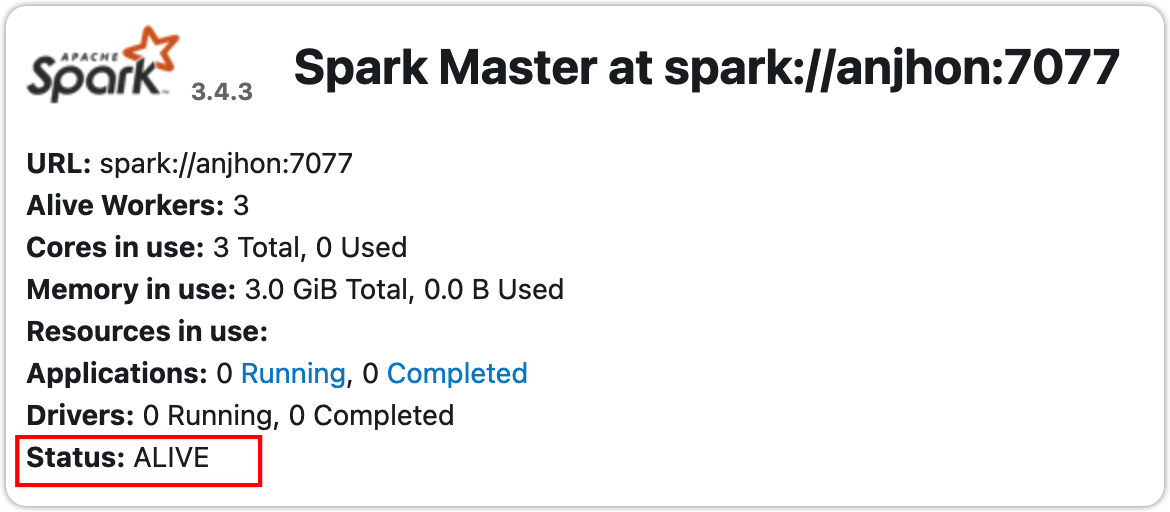 APACHE
Spark™ 3.4.3
Spark Master at spark://anjhon:7077
URL: spark://anjhon:7077
Alive Workers: 3
Cores in use: 3 Total, 0 Used
Memory in use: 3.0 GiB Total, 0.0 B Used
Resources in use:
Applications: 0 Running, 0 Completed
Drivers: 0 Running, 0 Completed
Status: ALIVE